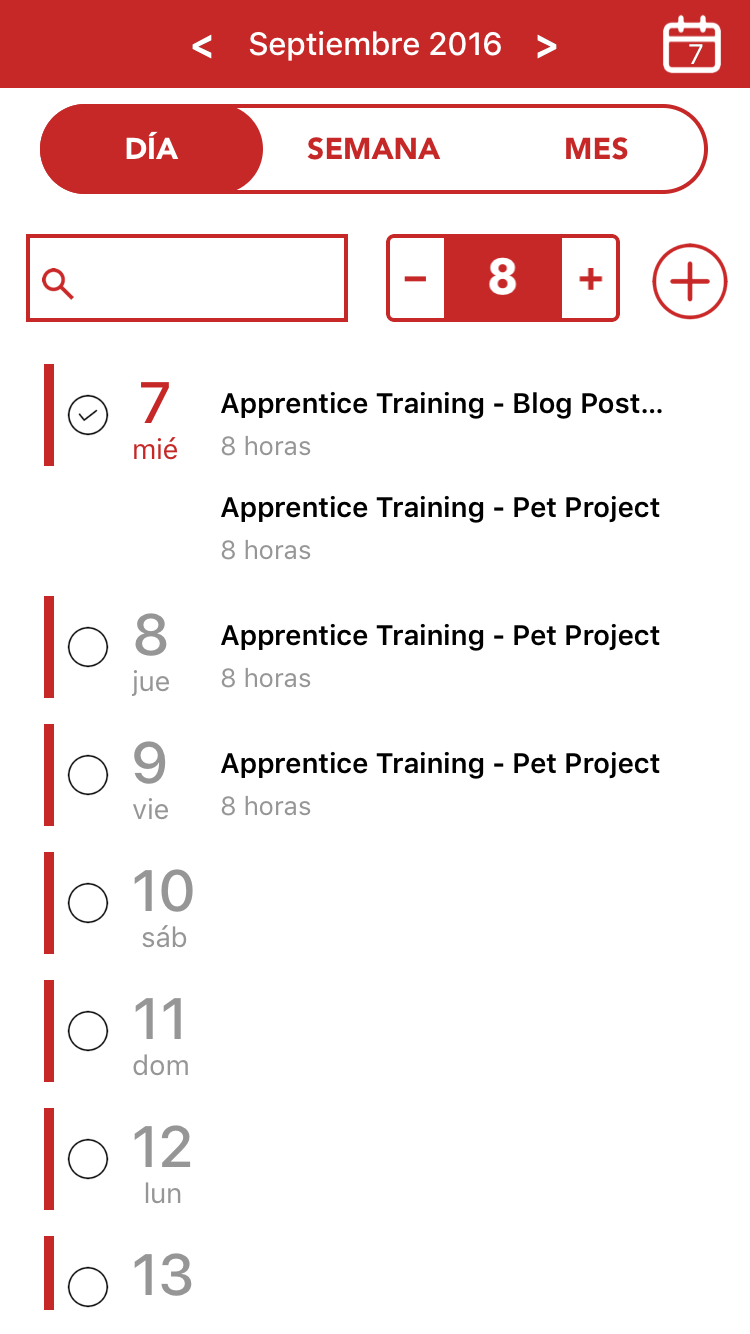 < Septiembre 2016 >
7
DÍA SEMANA MES
− 8 +
7 Apprentice Training - Blog Post...
mié 8 horas
Apprentice Training - Pet Project
8 horas
8 Apprentice Training - Pet Project
jue 8 horas
9 Apprentice Training - Pet Project
vie 8 horas
10
sáb
11
dom
12
lun
13